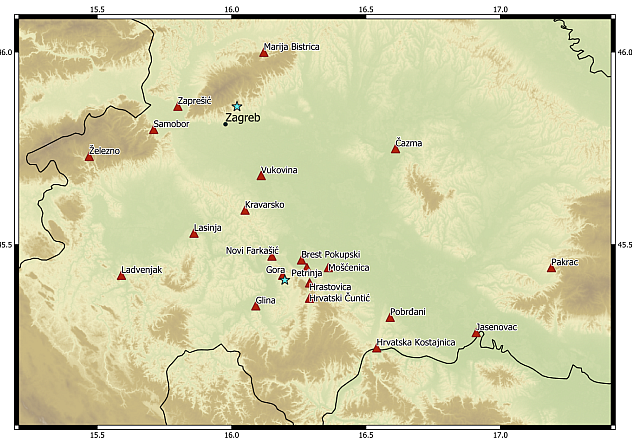 15.5 16.0 16.5 17.0
46.0 46.0
Marija Bistrica
Zaprešić
Zagreb
Samobor
Čazma
Železno
Vukovina
Kravarsko
Lasinja
45.5 45.5
Novi Farkašić
Brest Pokupski
Gora
Petrinja
Mošćenica
Pakrac
Ladvenjak
Hrastovica
Hrvatski Čuntić
Glina
Pobrđani
Jasenovac
Hrvatska Kostajnica
15.5 16.0 16.5 17.0